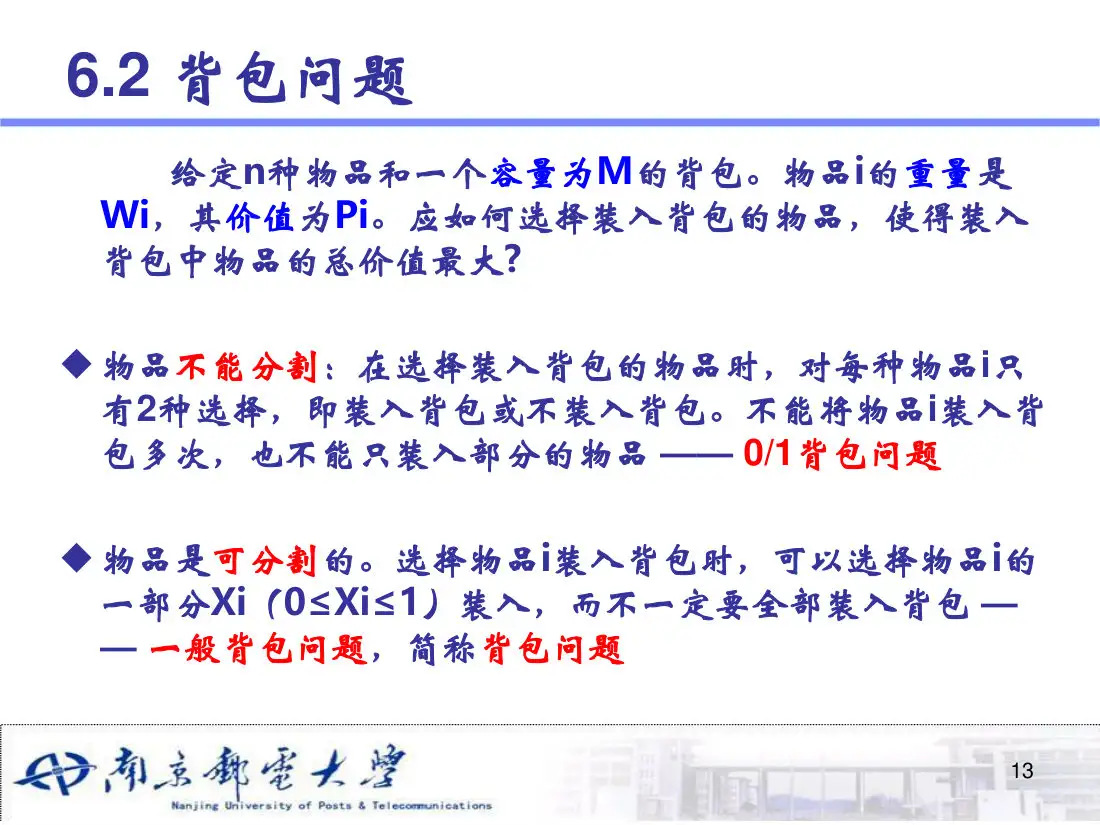 6.2 背包问题
给定n种物品和一个容量为M的背包。物品i的重量是
Wi，其价值为Pi。应如何选择装入背包的物品，使得装入
背包中物品的总价值最大?
◆ 物品不能分割：在选择装入背包的物品时，对每种物品i只
有2种选择，即装入背包或不装入背包。不能将物品i装入背
包多次，也不能只装入部分的物品 —— 0/1背包问题
◆ 物品是可分割的。选择物品i装入背包时，可以选择物品i的
一部分Xi（0≤Xi≤1）装入，而不一定要全部装入背包 —
— 一般背包问题，简称背包问题
南京郵電大學
Nanjing University of Posts & Telecommunications
13